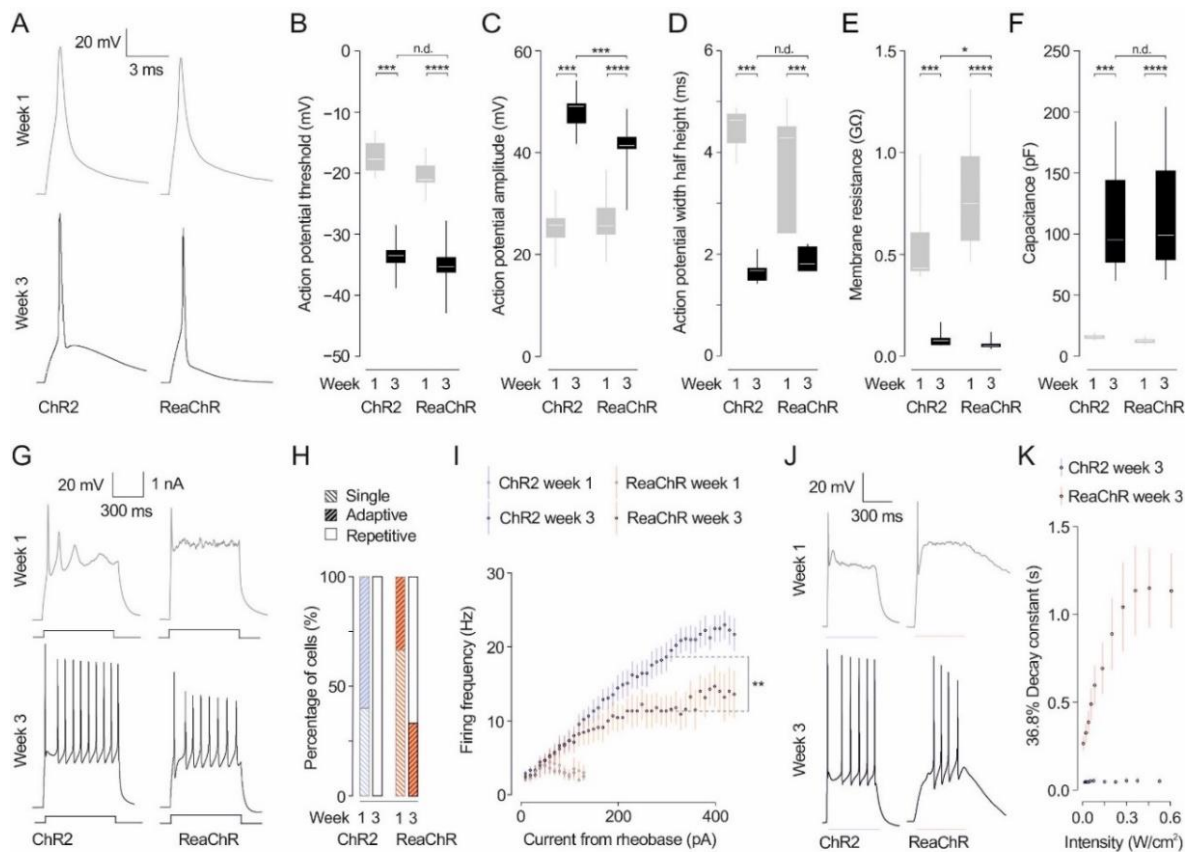 A
20 mV
3 ms
Week 1
Week 3
ChR2 ReaChR
B
Action potential threshold (mV)
0
−10
−20
−30
−40
−50
n.d.
*** ****
Week 1 3 1 3
ChR2 ReaChR
C
Action potential amplitude (mV)
60
40
20
0
***
*** ****
1 3 1 3
ChR2 ReaChR
D
Action potential width half height (ms)
6
4
2
0
n.d.
*** ***
1 3 1 3
ChR2 ReaChR
E
Membrane resistance (GΩ)
1.5
1.0
0.5
0.0
*
*** ****
1 3 1 3
ChR2 ReaChR
F
Capacitance (pF)
250
200
150
100
50
0
n.d.
*** ****
1 3 1 3
ChR2 ReaChR
G
20 mV 1 nA
300 ms
Week 1
Week 3
ChR2 ReaChR
H
Single
Adaptive
Repetitive
Percentage of cells (%)
100
50
0
Week 1 3 1 3
ChR2 ReaChR
I
ChR2 week 1 ReaChR week 1
ChR2 week 3 ReaChR week 3
Firing frequency (Hz)
30
20
10
0
**
0 200 400
Current from rheobase (pA)
J
20 mV
300 ms
Week 1
Week 3
ChR2 ReaChR
K
ChR2 week 3
ReaChR week 3
36.8% Decay constant (s)
1.5
1.0
0.5
0.0
0 0.3 0.6
Intensity (W/cm²)